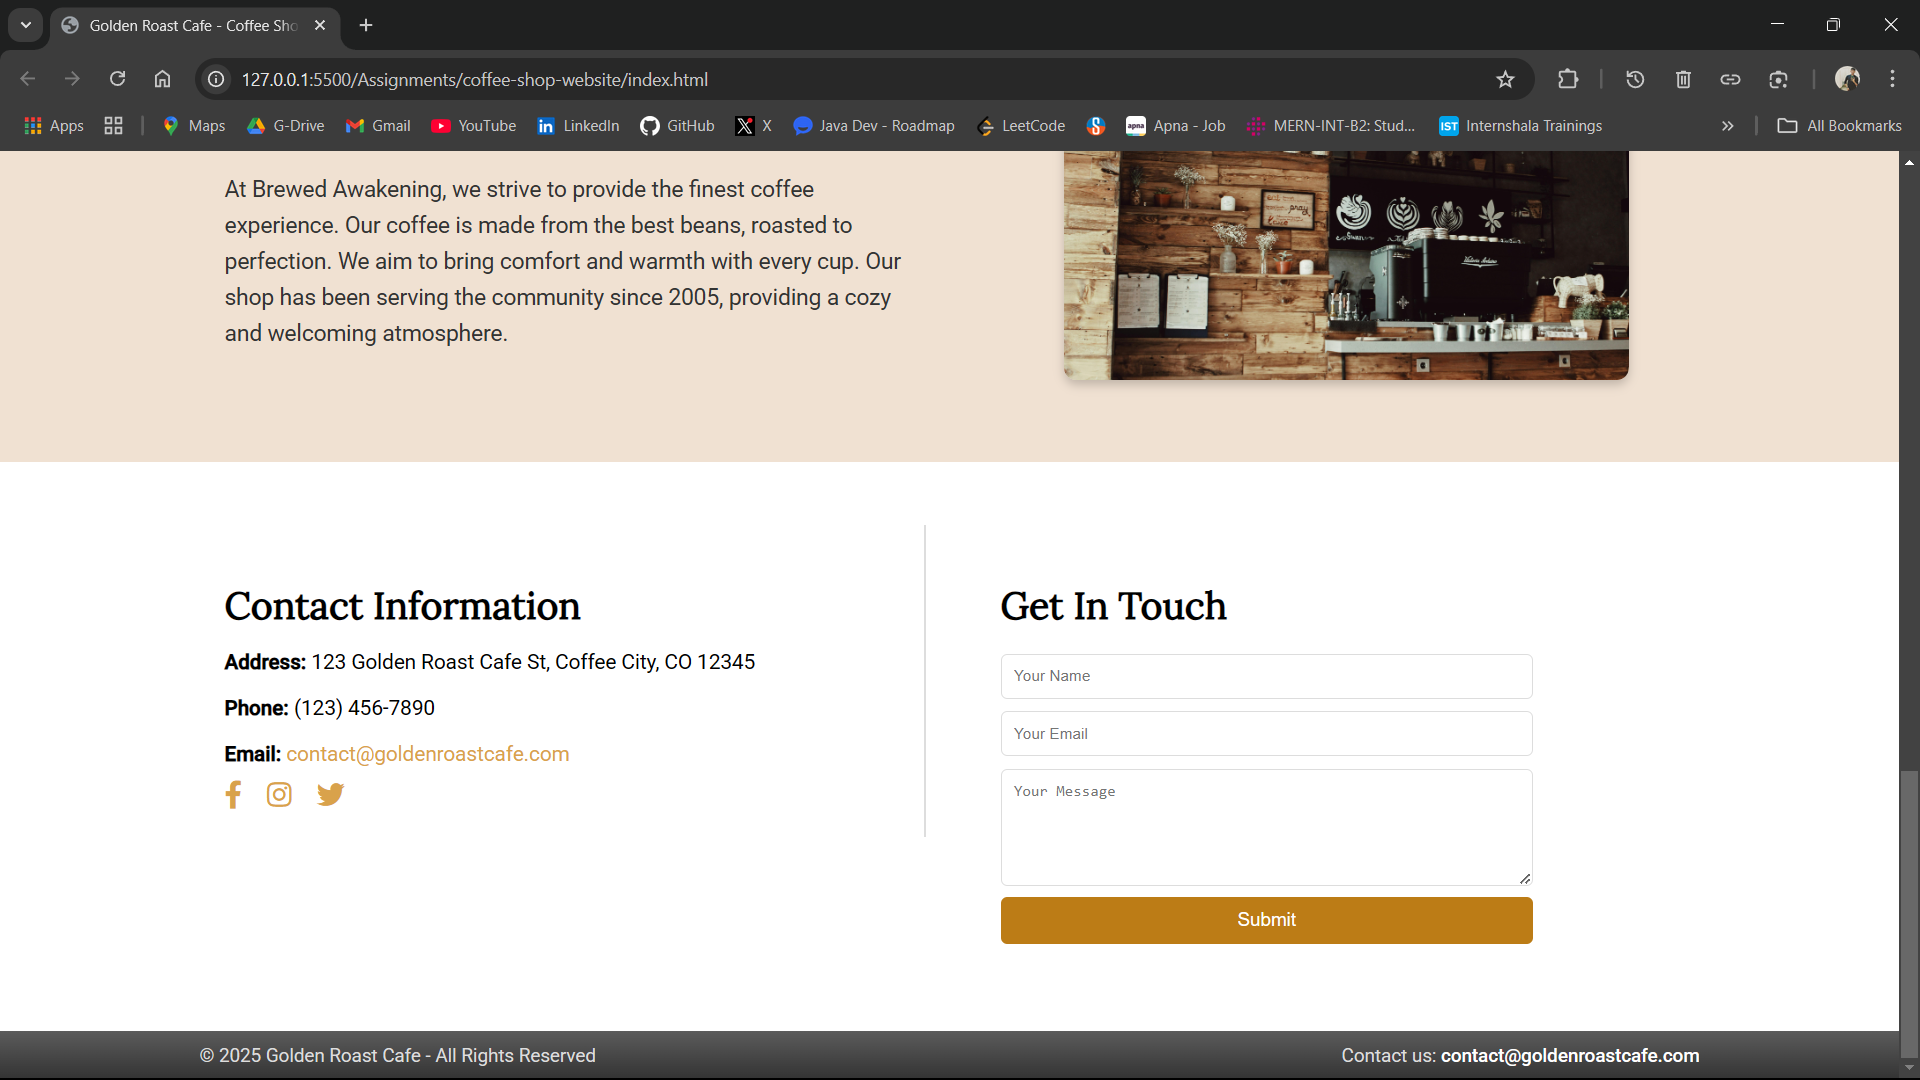 Golden Roast Cafe - Coffee Sho
127.0.0.1:5500/Assignments/coffee-shop-website/index.html
Apps
Maps
G-Drive
Gmail
YouTube
LinkedIn
GitHub
X
Java Dev - Roadmap
LeetCode
apna
Apna - Job
MERN-INT-B2: Stud...
IST
Internshala Trainings
All Bookmarks
At Brewed Awakening, we strive to provide the finest coffee
experience. Our coffee is made from the best beans, roasted to
perfection. We aim to bring comfort and warmth with every cup. Our
shop has been serving the community since 2005, providing a cozy
and welcoming atmosphere.
pray
Contact Information
Address: 123 Golden Roast Cafe St, Coffee City, CO 12345
Phone: (123) 456-7890
Email: contact@goldenroastcafe.com
Get In Touch
Your Name
Your Email
Your Message
Submit
© 2025 Golden Roast Cafe - All Rights Reserved
Contact us: contact@goldenroastcafe.com